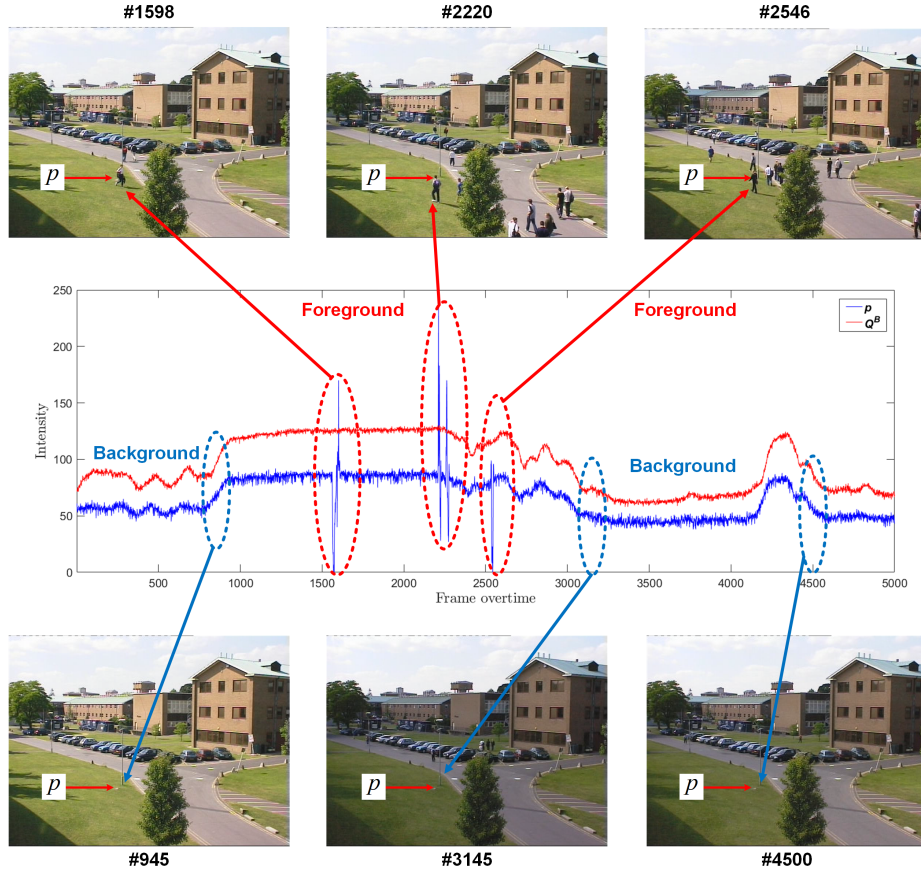 #1598
#2220
#2546
p
p
p
250
200
150
100
50
0
Intensity
Foreground
Foreground
p
Q^B
Background
Background
500
1000
1500
2000
2500
3000
3500
4000
4500
5000
Frame overtime
p
p
p
#945
#3145
#4500